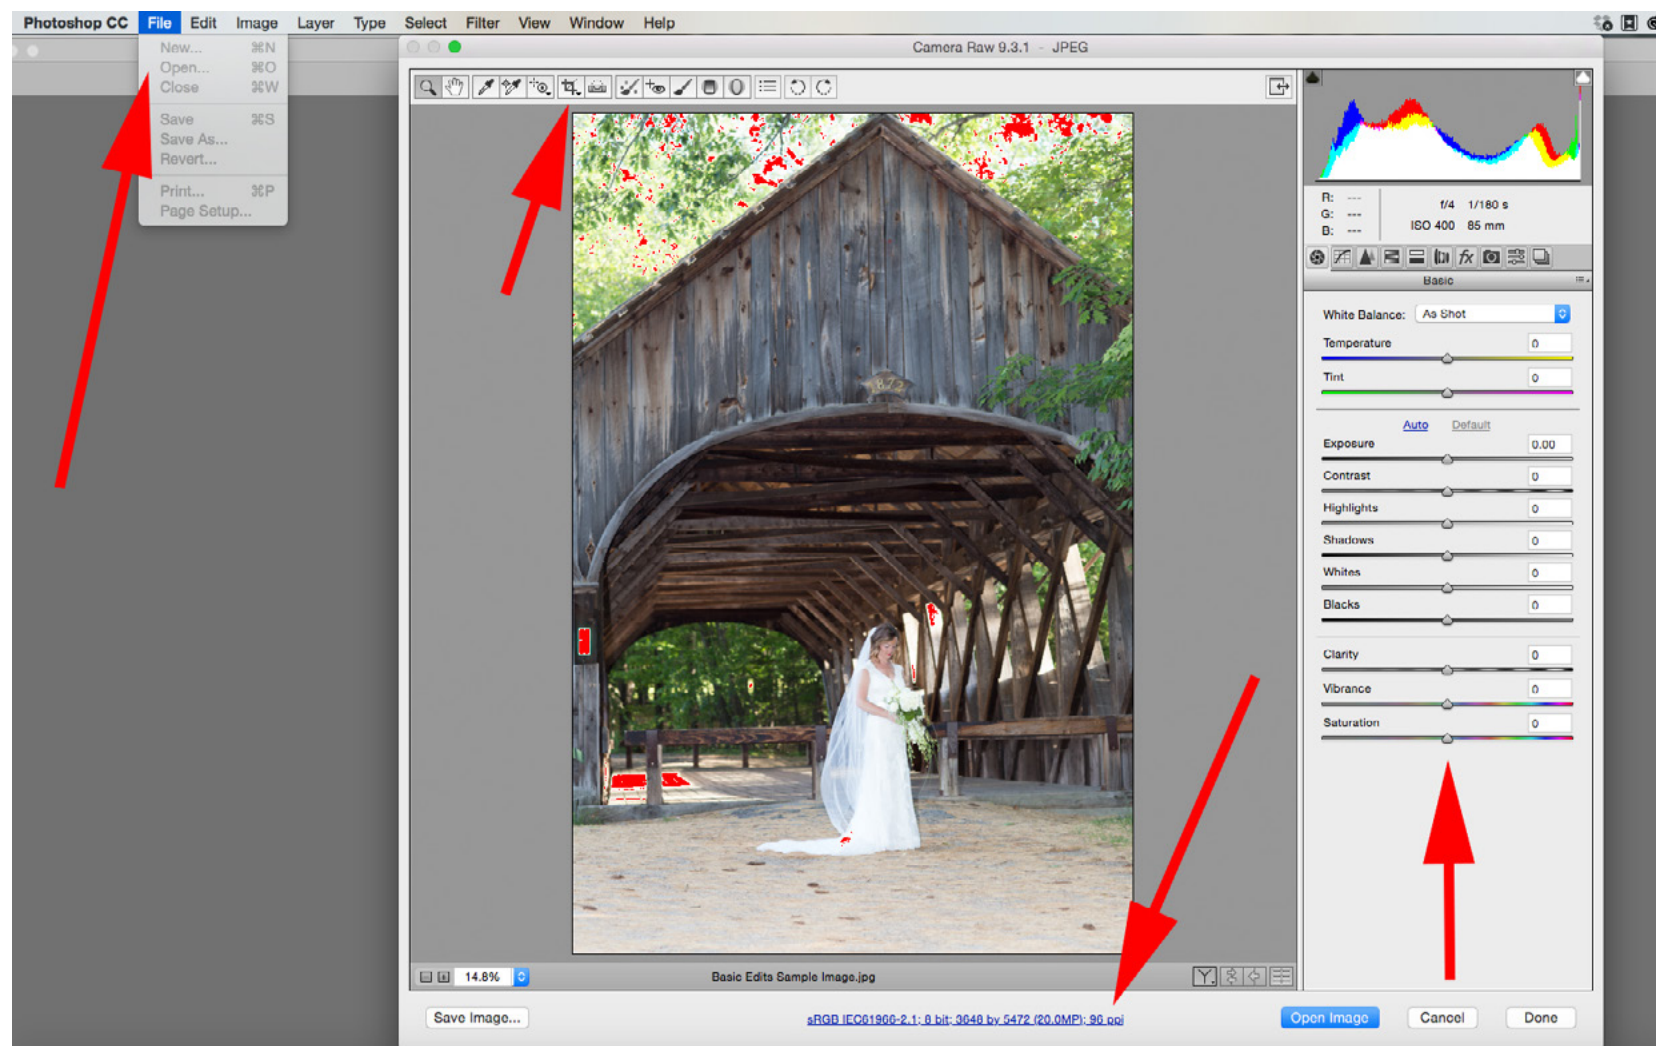 Photoshop CC File Edit Image Layer Type Select Filter View Window Help
New... ⌘N
Open... ⌘O
Close ⌘W
Save ⌘S
Save As...
Revert...
Print... ⌘P
Page Setup...
Camera Raw 9.3.1 - JPEG
R: ---
G: ---
B: ---
f/4 1/180 s
ISO 400 85 mm
fx
Basic
White Balance: As Shot
Temperature 0
Tint 0
Auto Default
Exposure 0.00
Contrast 0
Highlights 0
Shadows 0
Whites 0
Blacks 0
Clarity 0
Vibrance 0
Saturation 0
1872
14.8%
Basic Edits Sample Image.jpg
Y
Save Image...
sRGB IEC61966-2.1; 8 bit; 3648 by 5472 (20.0MP); 96 ppi
Open Image Cancel Done